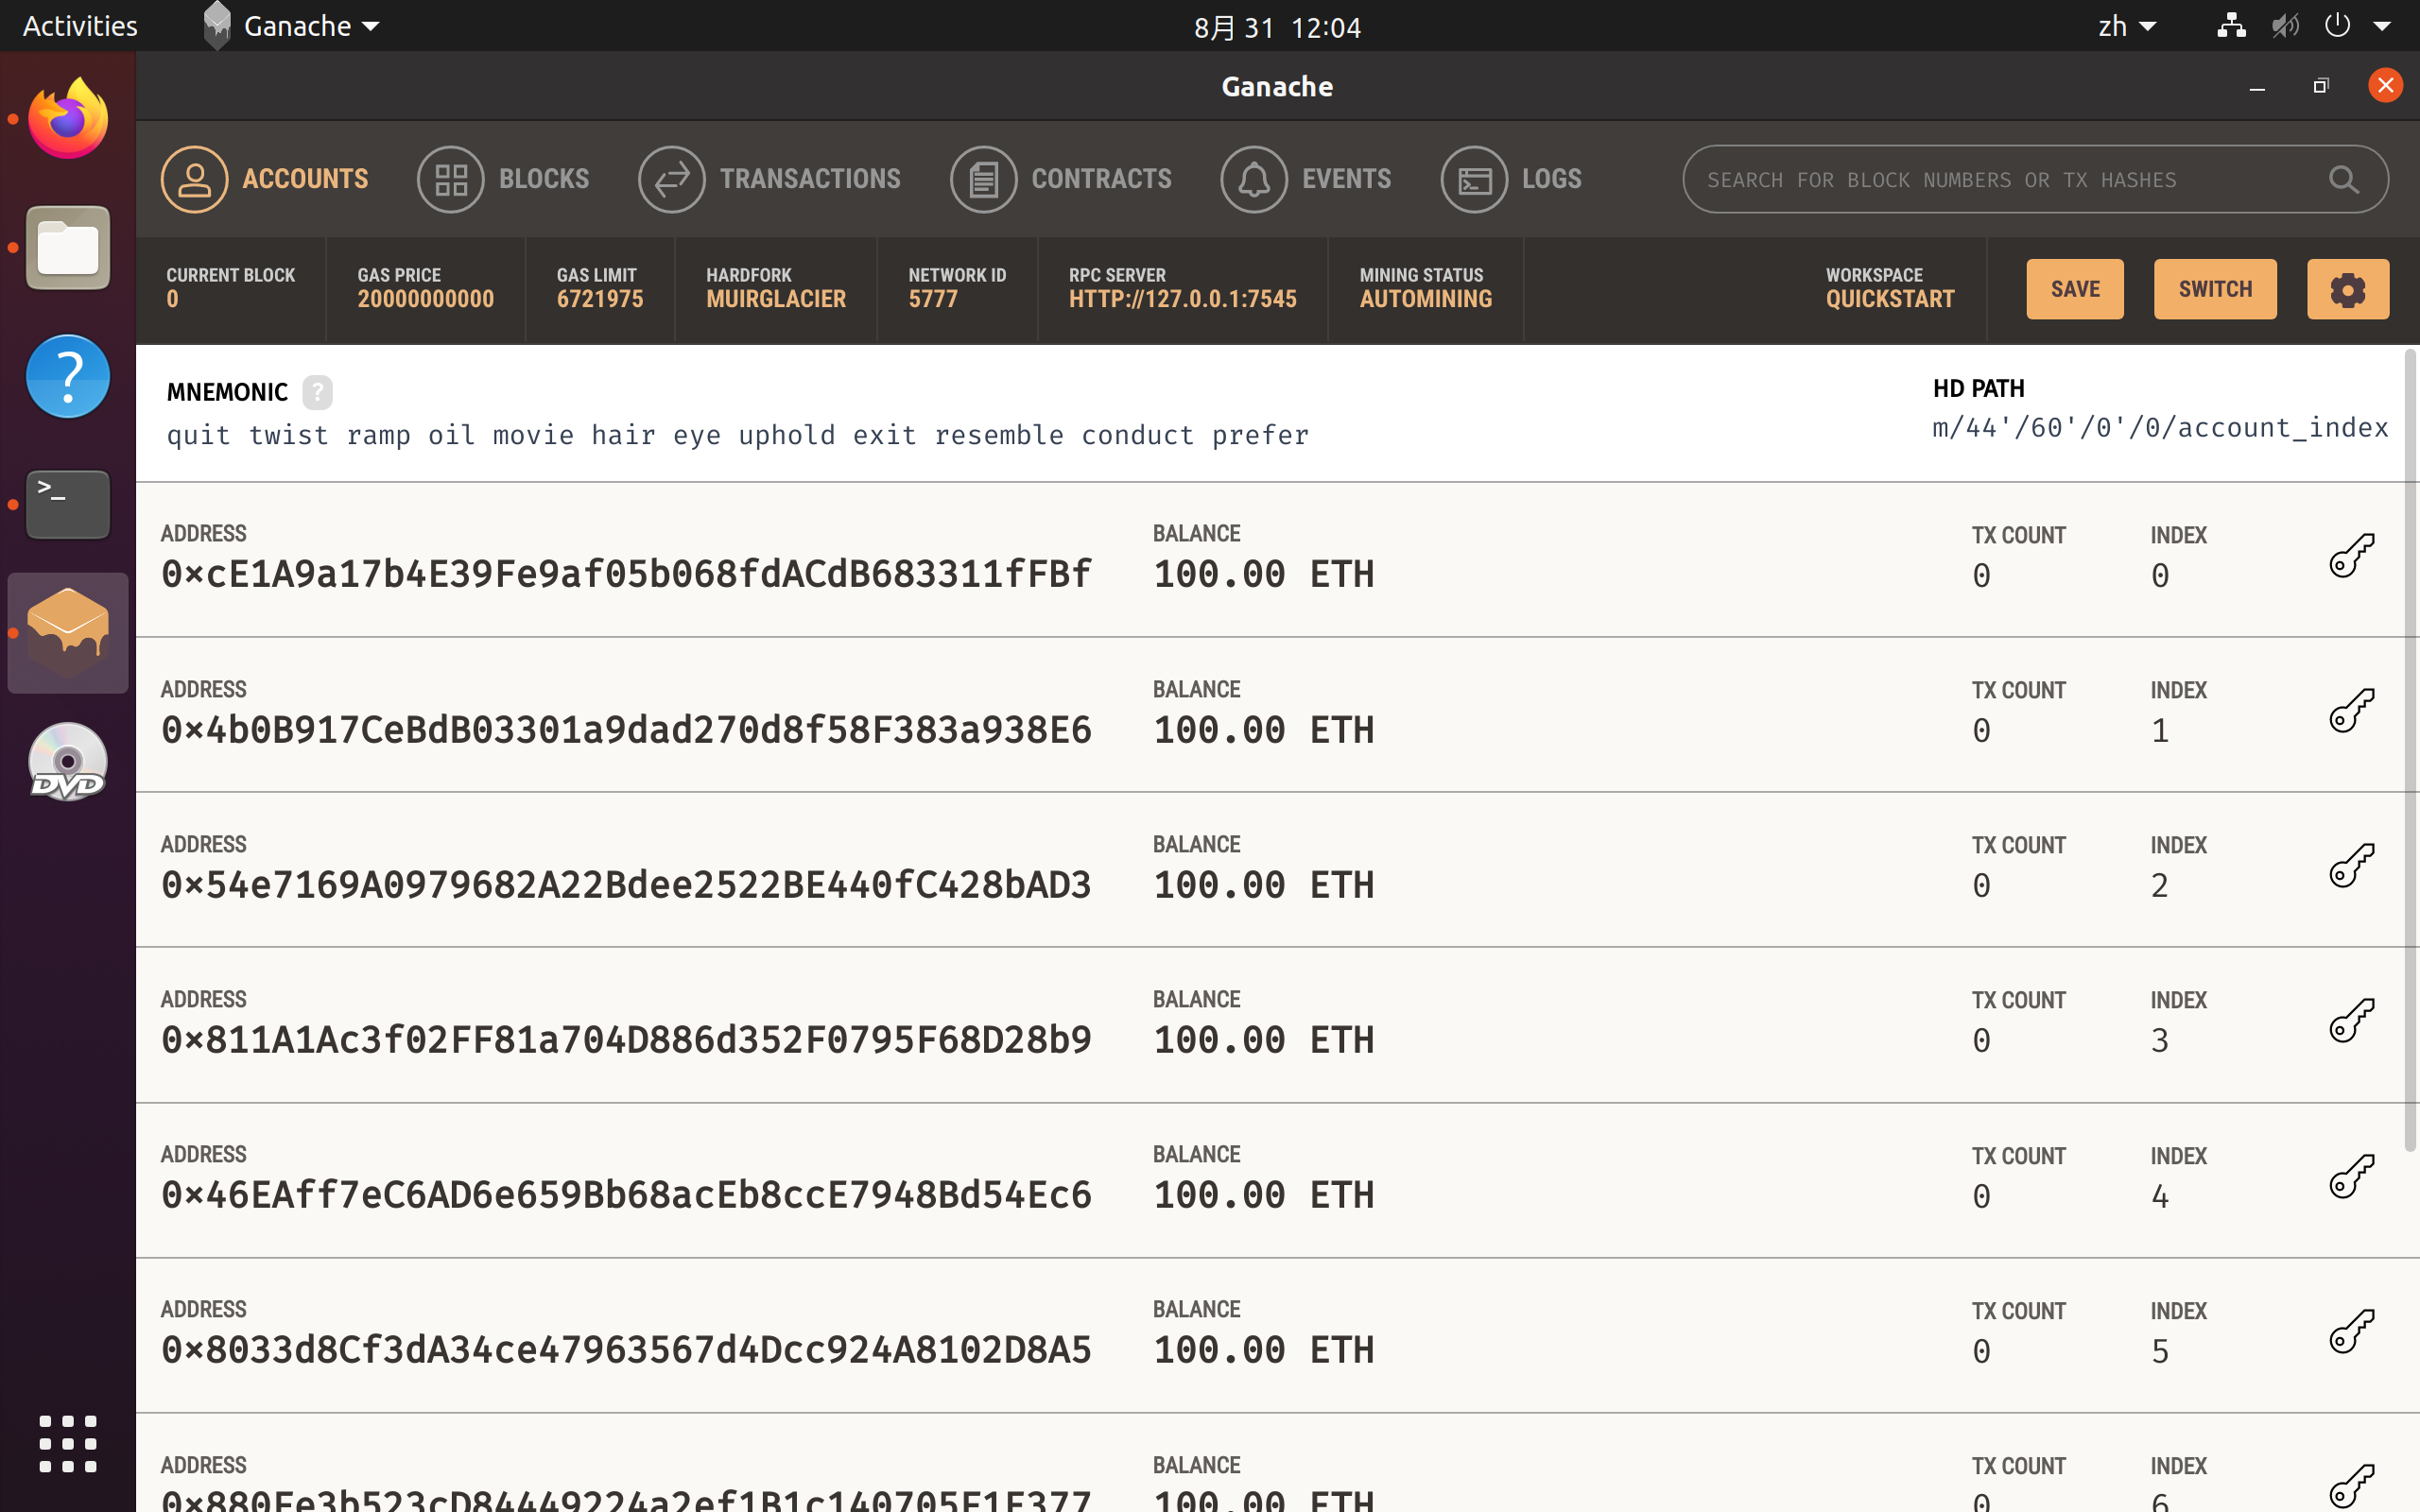 Activities
Ganache
8月 31 12:04
zh
Ganache
ACCOUNTS
BLOCKS
TRANSACTIONS
CONTRACTS
EVENTS
LOGS
SEARCH FOR BLOCK NUMBERS OR TX HASHES
CURRENT BLOCK
0
GAS PRICE
20000000000
GAS LIMIT
6721975
HARDFORK
MUIRGLACIER
NETWORK ID
5777
RPC SERVER
HTTP://127.0.0.1:7545
MINING STATUS
AUTOMINING
WORKSPACE
QUICKSTART
SAVE
SWITCH
MNEMONIC ?
quit twist ramp oil movie hair eye uphold exit resemble conduct prefer
HD PATH
m/44'/60'/0'/0/account_index
ADDRESS BALANCE TX COUNT INDEX
0xcE1A9a17b4E39Fe9af05b068fdACdB683311fFBf 100.00 ETH 0 0
ADDRESS BALANCE TX COUNT INDEX
0x4b0B917CeBdB03301a9dad270d8f58F383a938E6 100.00 ETH 0 1
ADDRESS BALANCE TX COUNT INDEX
0x54e7169A0979682A22Bdee2522BE440fC428bAD3 100.00 ETH 0 2
ADDRESS BALANCE TX COUNT INDEX
0x811A1Ac3f02FF81a704D886d352F0795F68D28b9 100.00 ETH 0 3
ADDRESS BALANCE TX COUNT INDEX
0x46EAff7eC6AD6e659Bb68acEb8ccE7948Bd54Ec6 100.00 ETH 0 4
ADDRESS BALANCE TX COUNT INDEX
0x8033d8Cf3dA34ce47963567d4Dcc924A8102D8A5 100.00 ETH 0 5
ADDRESS BALANCE TX COUNT INDEX
100.00 ETH 0 6
DVD